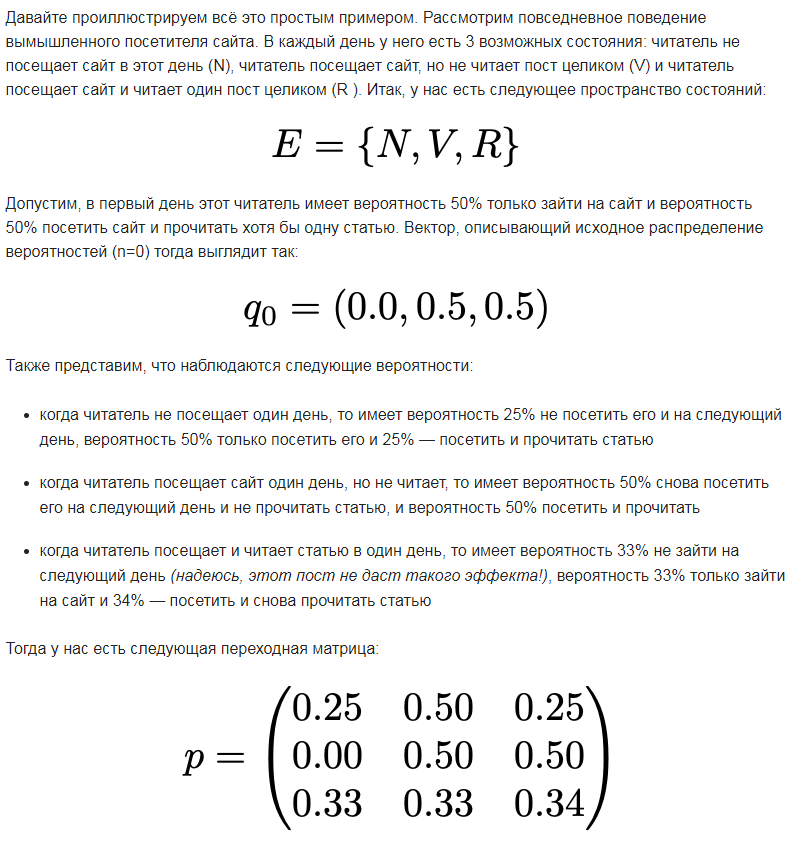 Давайте проиллюстрируем всё это простым примером. Рассмотрим повседневное поведение
вымышленного посетителя сайта. В каждый день у него есть 3 возможных состояния: читатель не
посещает сайт в этот день (N), читатель посещает сайт, но не читает пост целиком (V) и читатель
посещает сайт и читает один пост целиком (R ). Итак, у нас есть следующее пространство состояний:
E = {N, V, R}
Допустим, в первый день этот читатель имеет вероятность 50% только зайти на сайт и вероятность
50% посетить сайт и прочитать хотя бы одну статью. Вектор, описывающий исходное распределение
вероятностей (n=0) тогда выглядит так:
q₀ = (0.0, 0.5, 0.5)
Также представим, что наблюдаются следующие вероятности:
• когда читатель не посещает один день, то имеет вероятность 25% не посетить его и на следующий
день, вероятность 50% только посетить его и 25% — посетить и прочитать статью
• когда читатель посещает сайт один день, но не читает, то имеет вероятность 50% снова посетить
его на следующий день и не прочитать статью, и вероятность 50% посетить и прочитать
• когда читатель посещает и читает статью в один день, то имеет вероятность 33% не зайти на
следующий день (надеюсь, этот пост не даст такого эффекта!), вероятность 33% только зайти
на сайт и 34% — посетить и снова прочитать статью
Тогда у нас есть следующая переходная матрица:
0.25 0.50 0.25
p = 0.00 0.50 0.50
0.33 0.33 0.34